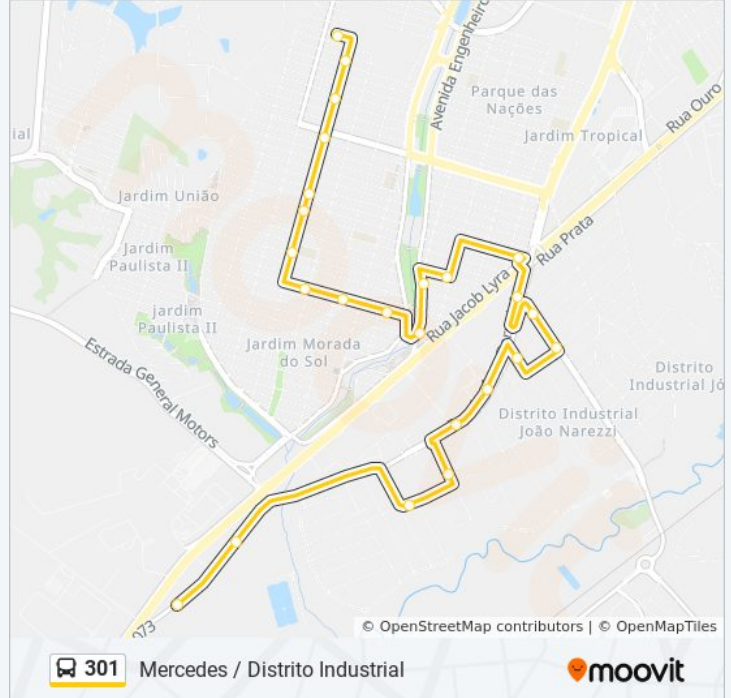 Avenida Engenheiro
Parque das
Nações
Rua Ouro
ial
Jardim Tropical
Jardim União
Rua Prata
Jardim
Paulista II
Rua Jacob Lyra
jardim
Paulista II
Jardim Morada
do Sol
Estrada General Motors
Distrito
Industrial Jó
Distrito Industrial
João Narezzi
073
© OpenStreetMap contributors | © OpenMapTiles
301 Mercedes / Distrito Industrial
moovit